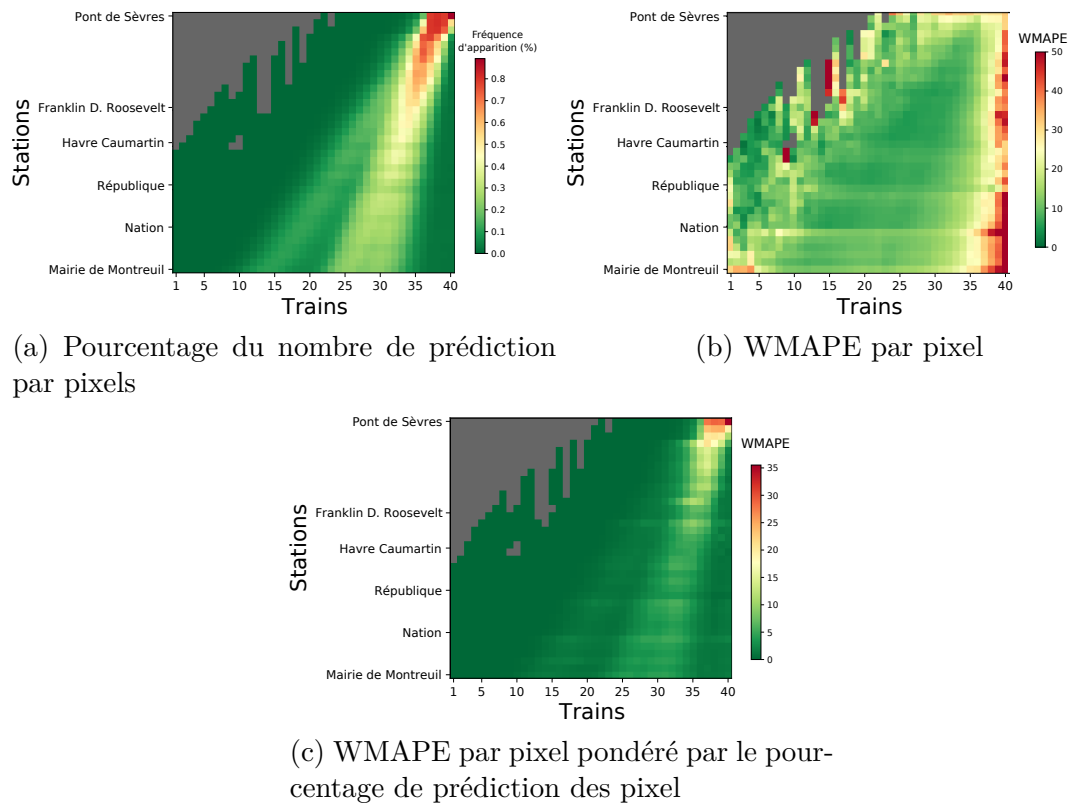 Pont de Sèvres
Franklin D. Roosevelt
Havre Caumartin
République
Nation
Mairie de Montreuil
Stations
1 5 10 15 20 25 30 35 40
Trains
Fréquence
d'apparition (%)
0.8
0.7
0.6
0.5
0.4
0.3
0.2
0.1
0.0
(a) Pourcentage du nombre de prédiction
par pixels
Pont de Sèvres
Franklin D. Roosevelt
Havre Caumartin
République
Nation
Mairie de Montreuil
Stations
1 5 10 15 20 25 30 35 40
Trains
WMAPE
50
40
30
20
10
0
(b) WMAPE par pixel
Pont de Sèvres
Franklin D. Roosevelt
Havre Caumartin
République
Nation
Mairie de Montreuil
Stations
1 5 10 15 20 25 30 35 40
Trains
WMAPE
35
30
25
20
15
10
5
0
(c) WMAPE par pixel pondéré par le pour-
centage de prédiction des pixel